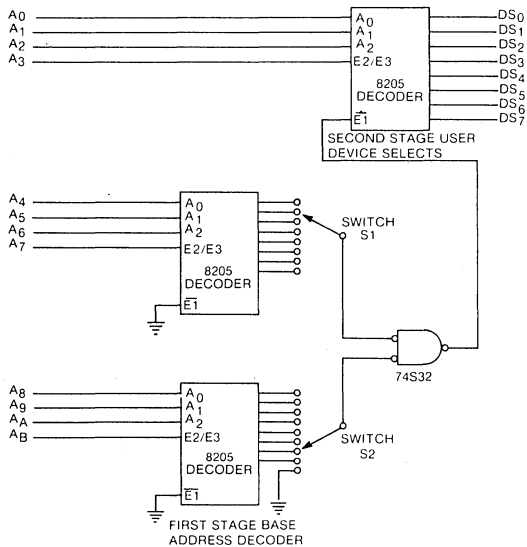 A0
A1
A2
A3
A0
A1
A2
E2/E3
8205
DECODER
E1
DS0
DS1
DS2
DS3
DS4
DS5
DS6
DS7
SECOND STAGE USER
DEVICE SELECTS
A4
A5
A6
A7
A0
A1
A2
E2/E3
8205
DECODER
E1
SWITCH
S1
74S32
A8
A9
AA
AB
A0
A1
A2
E2/E3
8205
DECODER
E1
SWITCH
S2
FIRST STAGE BASE
ADDRESS DECODER